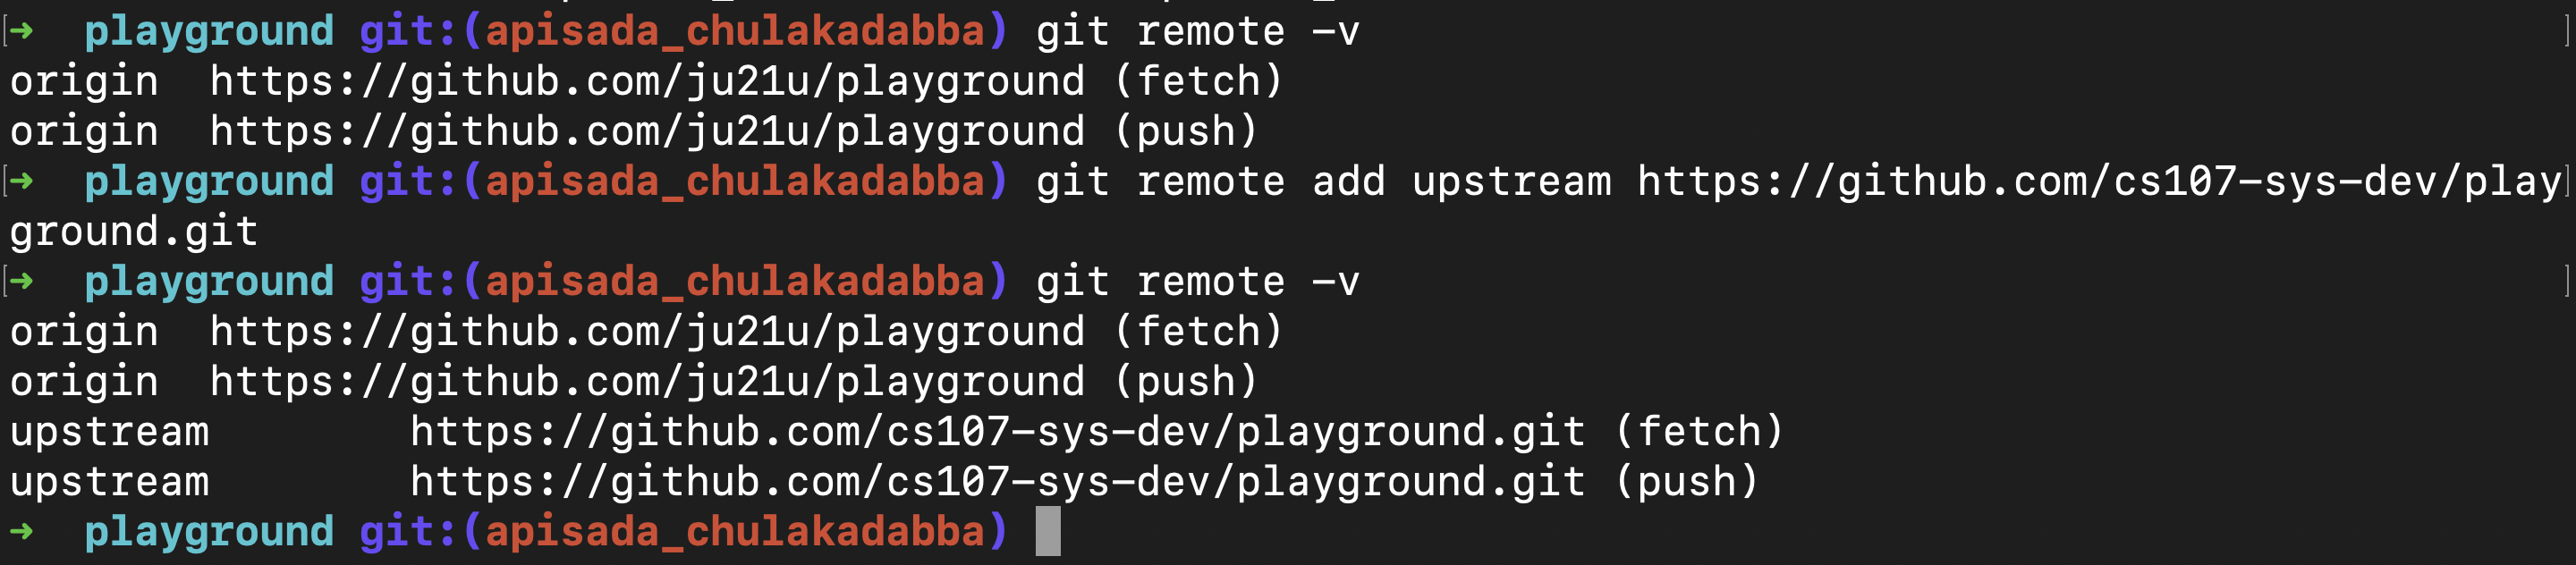 ➜  playground git:(apisada_chulakadabba) git remote -v
origin  https://github.com/ju21u/playground (fetch)
origin  https://github.com/ju21u/playground (push)
➜  playground git:(apisada_chulakadabba) git remote add upstream https://github.com/cs107-sys-dev/play
ground.git
➜  playground git:(apisada_chulakadabba) git remote -v
origin  https://github.com/ju21u/playground (fetch)
origin  https://github.com/ju21u/playground (push)
upstream        https://github.com/cs107-sys-dev/playground.git (fetch)
upstream        https://github.com/cs107-sys-dev/playground.git (push)
➜  playground git:(apisada_chulakadabba)